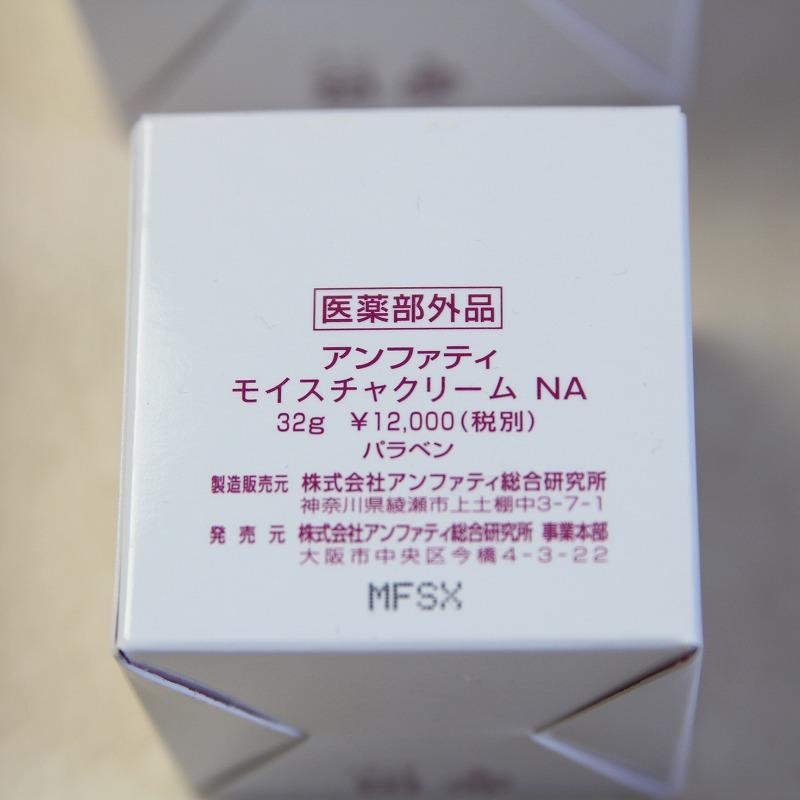 医薬部外品
アンファティ
モイスチャクリーム NA
32g ¥12,000(税別)
パラベン
製造販売元 株式会社アンファティ総合研究所
神奈川県綾瀬市上土棚中3-7-1
発売元 株式会社アンファティ総合研究所 事業本部
大阪市中央区今橋4-3-22
MFSX